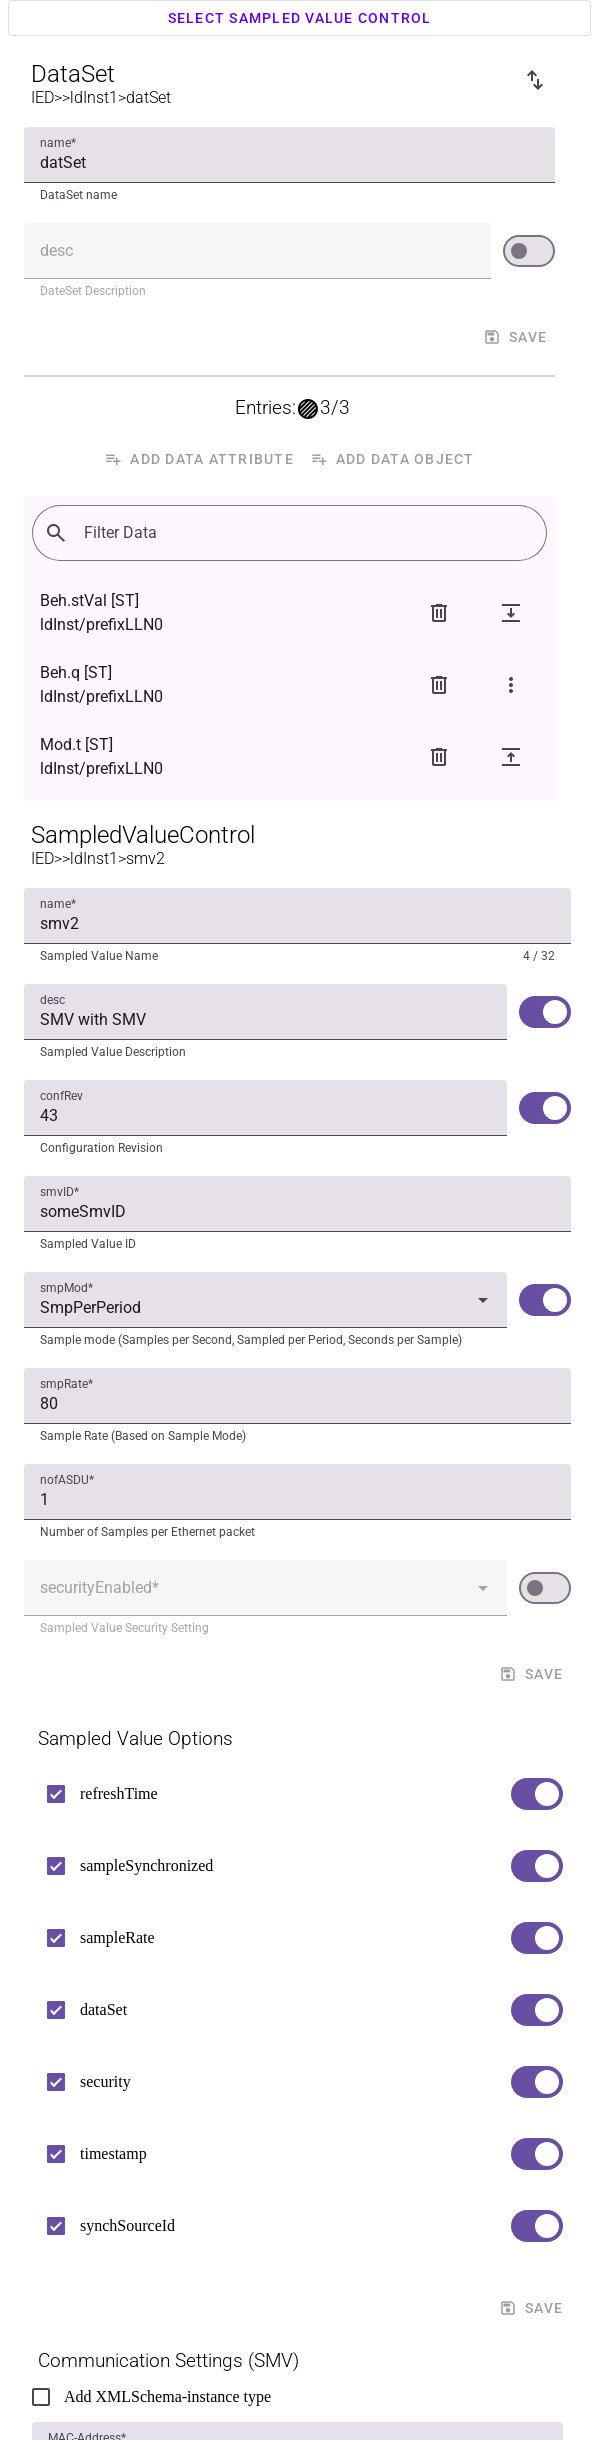 SELECT SAMPLED VALUE CONTROL
DataSet
IED>>ldInst1>datSet
name*
datSet
DataSet name
desc
DateSet Description
SAVE
Entries: 3/3
ADD DATA ATTRIBUTE ADD DATA OBJECT
Filter Data
Beh.stVal [ST]
ldInst/prefixLLN0
Beh.q [ST]
ldInst/prefixLLN0
Mod.t [ST]
ldInst/prefixLLN0
SampledValueControl
IED>>ldInst1>smv2
name*
smv2
Sampled Value Name 4 / 32
desc
SMV with SMV
Sampled Value Description
confRev
43
Configuration Revision
smvID*
someSmvID
Sampled Value ID
smpMod*
SmpPerPeriod
Sample mode (Samples per Second, Sampled per Period, Seconds per Sample)
smpRate*
80
Sample Rate (Based on Sample Mode)
nofASDU*
1
Number of Samples per Ethernet packet
securityEnabled*
Sampled Value Security Setting
SAVE
Sampled Value Options
refreshTime
sampleSynchronized
sampleRate
dataSet
security
timestamp
synchSourceId
SAVE
Communication Settings (SMV)
Add XMLSchema-instance type
MAC-Address*